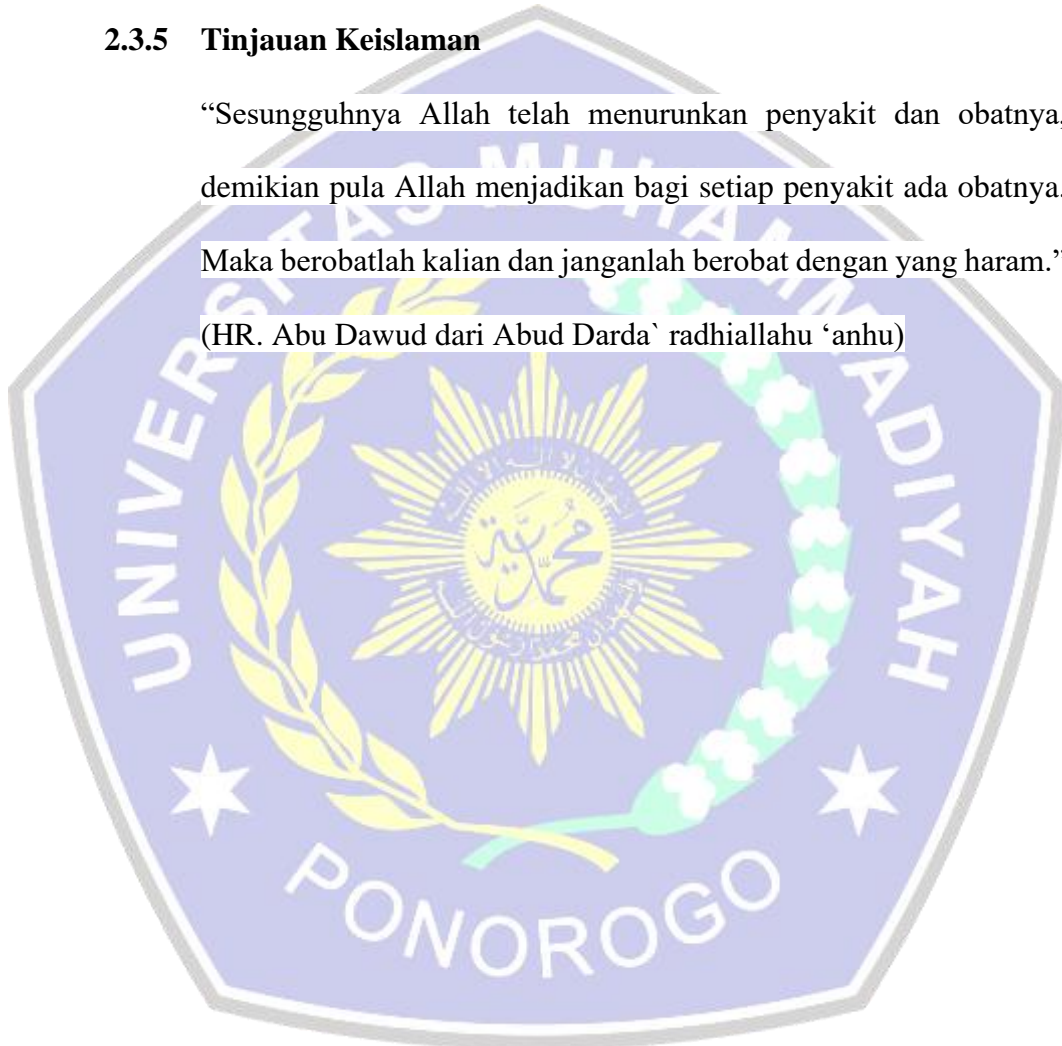 2.3.5 Tinjauan Keislaman
“Sesungguhnya Allah telah menurunkan penyakit dan obatnya,
demikian pula Allah menjadikan bagi setiap penyakit ada obatnya.
Maka berobatlah kalian dan janganlah berobat dengan yang haram.”
(HR. Abu Dawud dari Abud Darda` radhiallahu ‘anhu)
UNIVERSITAS MUHAMMADIYAH
محمدية
PONOROGO